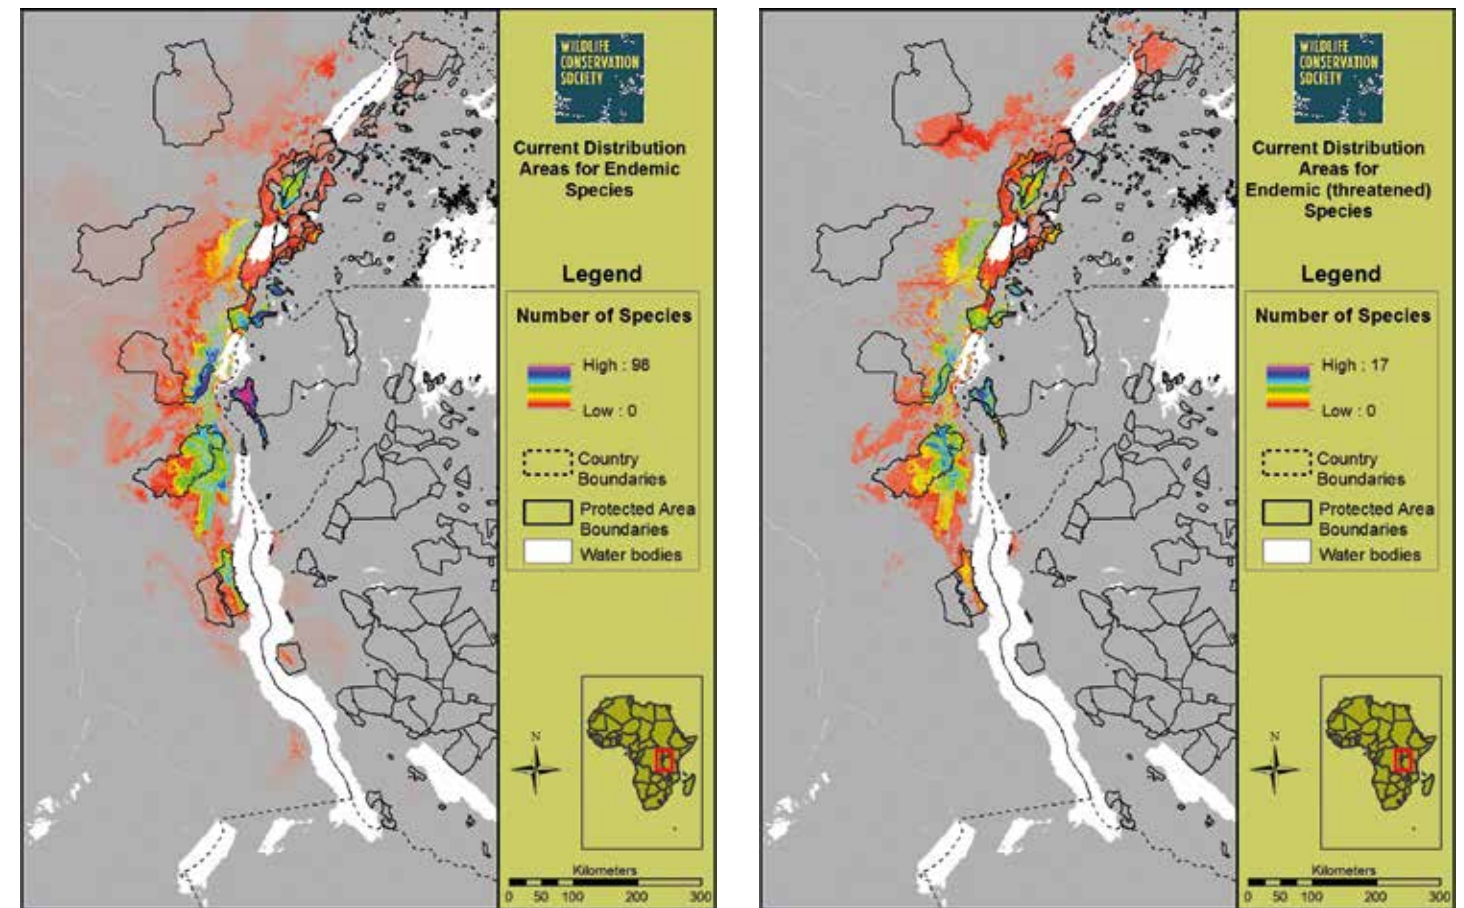 WILDLIFE
CONSERVATION
SOCIETY
Current Distribution
Areas for Endemic
Species
Legend
Number of Species
High : 98
Low : 0
Country
Boundaries
Protected Area
Boundaries
Water bodies
N
Kilometers
0 50 100 200 300
WILDLIFE
CONSERVATION
SOCIETY
Current Distribution
Areas for
Endemic (threatened)
Species
Legend
Number of Species
High : 17
Low : 0
Country
Boundaries
Protected Area
Boundaries
Water bodies
N
Kilometers
0 50 100 200 300